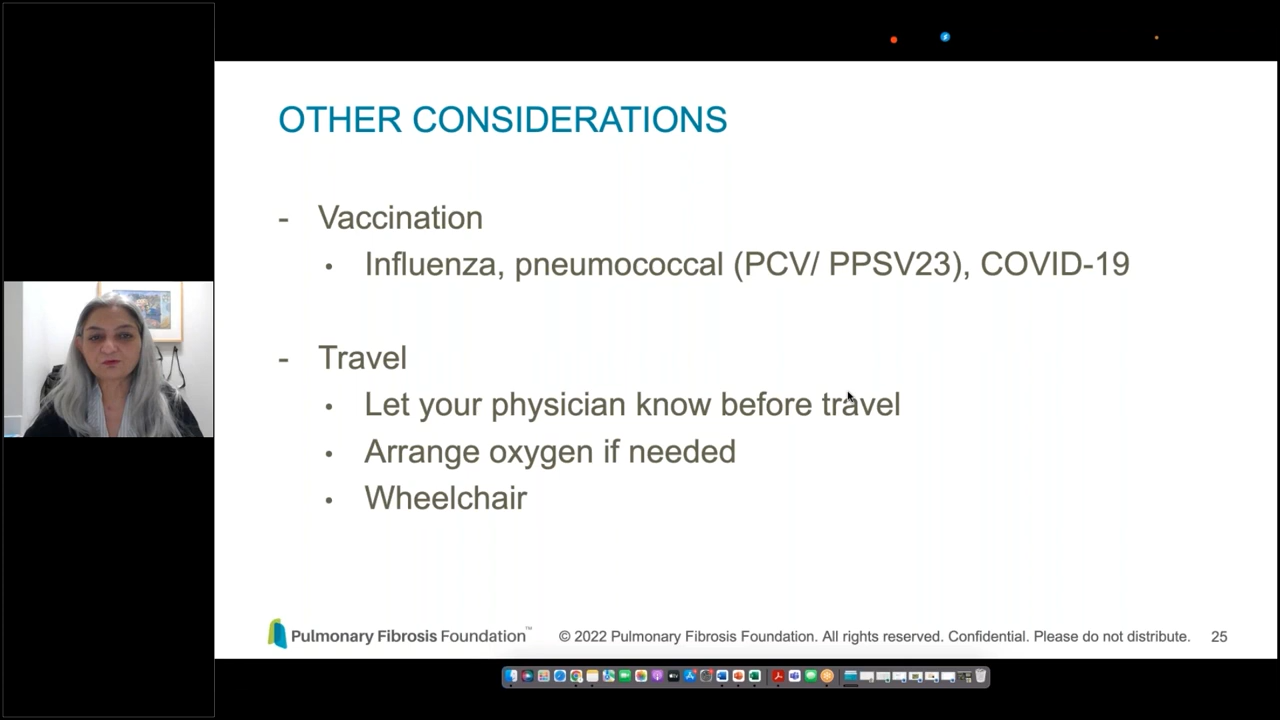 OTHER CONSIDERATIONS
- Vaccination
• Influenza, pneumococcal (PCV/ PPSV23), COVID-19
- Travel
• Let your physician know before travel
• Arrange oxygen if needed
• Wheelchair
Pulmonary Fibrosis Foundation™ © 2022 Pulmonary Fibrosis Foundation. All rights reserved. Confidential. Please do not distribute. 25